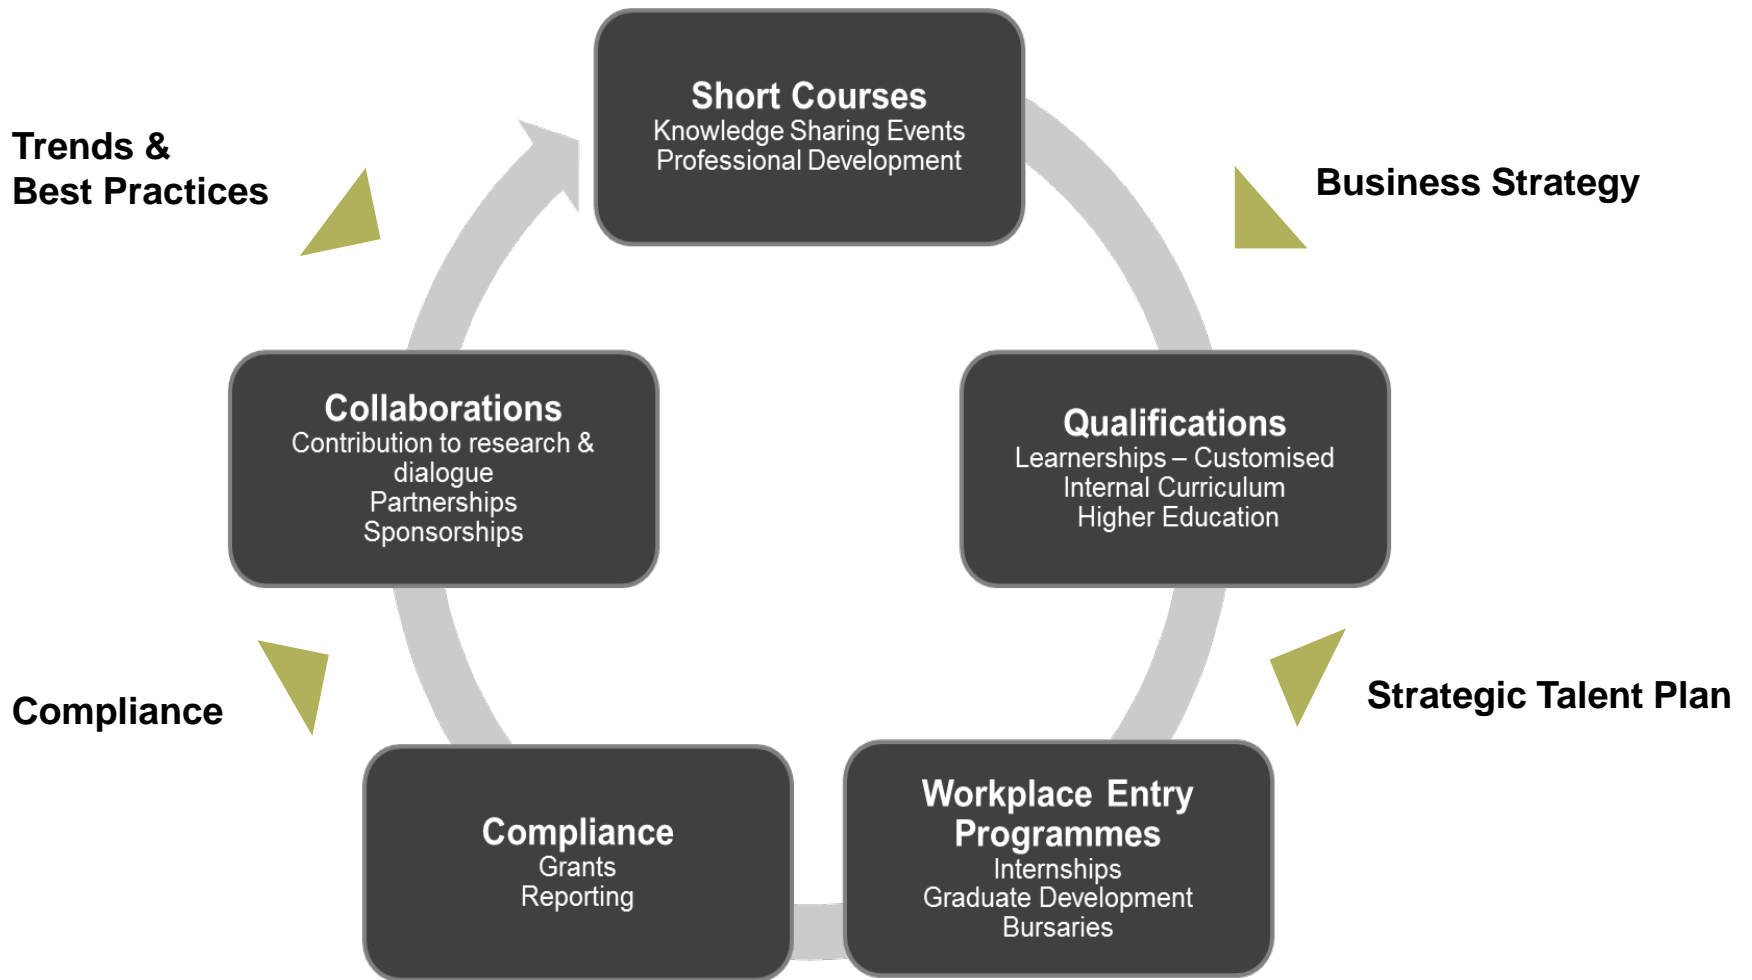 Short Courses
Knowledge Sharing Events
Professional Development
Trends &
Best Practices
Business Strategy
Collaborations
Contribution to research &
dialogue
Partnerships
Sponsorships
Qualifications
Learnerships – Customised
Internal Curriculum
Higher Education
Compliance
Strategic Talent Plan
Compliance
Grants
Reporting
Workplace Entry
Programmes
Internships
Graduate Development
Bursaries